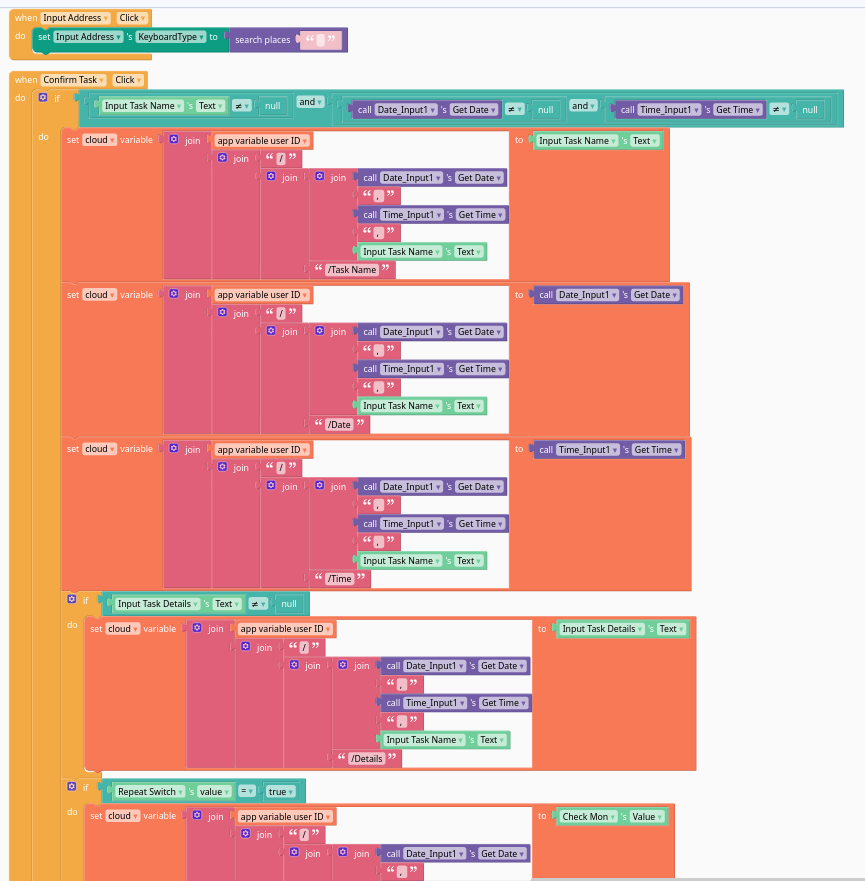 when Input Address Click
do set Input Address 's KeyboardType to search places “ ”
when Confirm Task Click
do if Input Task Name 's Text ≠ null and call Date_Input1 's Get Date ≠ null and call Time_Input1 's Get Time ≠ null
do set cloud variable join app variable user ID to Input Task Name 's Text
join “ / ”
join join call Date_Input1 's Get Date
“ , ”
call Time_Input1 's Get Time
“ , ”
Input Task Name 's Text
“ /Task Name ”
set cloud variable join app variable user ID to call Date_Input1 's Get Date
join “ / ”
join join call Date_Input1 's Get Date
“ , ”
call Time_Input1 's Get Time
“ , ”
Input Task Name 's Text
“ /Date ”
set cloud variable join app variable user ID to call Time_Input1 's Get Time
join “ / ”
join join call Date_Input1 's Get Date
“ , ”
call Time_Input1 's Get Time
“ , ”
Input Task Name 's Text
“ /Time ”
if Input Task Details 's Text ≠ null
do set cloud variable join app variable user ID to Input Task Details 's Text
join “ / ”
join join call Date_Input1 's Get Date
“ , ”
call Time_Input1 's Get Time
“ , ”
Input Task Name 's Text
“ /Details ”
if Repeat Switch 's value = true
do set cloud variable join app variable user ID to Check Mon 's Value
join “ / ”
join join call Date_Input1 's Get Date
“ , ”